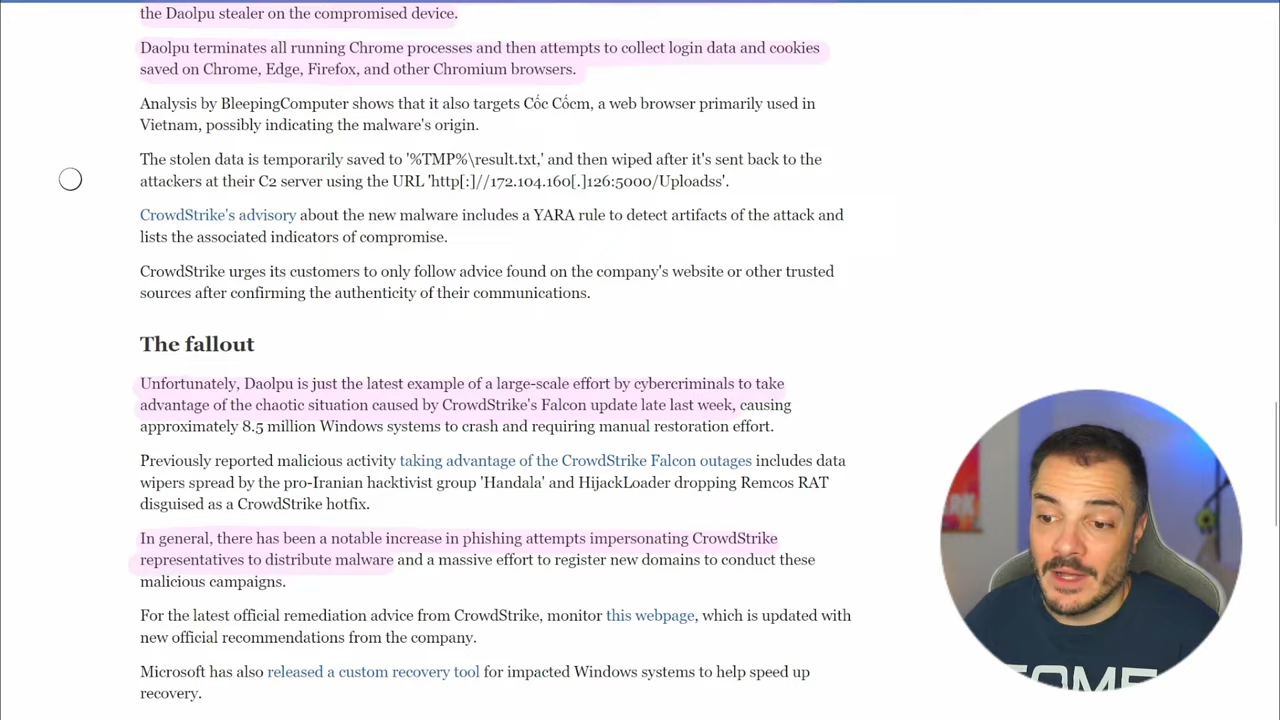 the Daolpu stealer on the compromised device.
Daolpu terminates all running Chrome processes and then attempts to collect login data and cookies
saved on Chrome, Edge, Firefox, and other Chromium browsers.
Analysis by BleepingComputer shows that it also targets Cốc Cốcm, a web browser primarily used in
Vietnam, possibly indicating the malware's origin.
The stolen data is temporarily saved to '%TMP%\result.txt,' and then wiped after it's sent back to the
attackers at their C2 server using the URL 'http[:]//172.104.160[.]126:5000/Uploadss'.
CrowdStrike's advisory about the new malware includes a YARA rule to detect artifacts of the attack and
lists the associated indicators of compromise.
CrowdStrike urges its customers to only follow advice found on the company's website or other trusted
sources after confirming the authenticity of their communications.
The fallout
Unfortunately, Daolpu is just the latest example of a large-scale effort by cybercriminals to take
advantage of the chaotic situation caused by CrowdStrike's Falcon update late last week, causing
approximately 8.5 million Windows systems to crash and requiring manual restoration effort.
Previously reported malicious activity taking advantage of the CrowdStrike Falcon outages includes data
wipers spread by the pro-Iranian hacktivist group 'Handala' and HijackLoader dropping Remcos RAT
disguised as a CrowdStrike hotfix.
In general, there has been a notable increase in phishing attempts impersonating CrowdStrike
representatives to distribute malware and a massive effort to register new domains to conduct these
malicious campaigns.
For the latest official remediation advice from CrowdStrike, monitor this webpage, which is updated with
new official recommendations from the company.
Microsoft has also released a custom recovery tool for impacted Windows systems to help speed up
recovery.